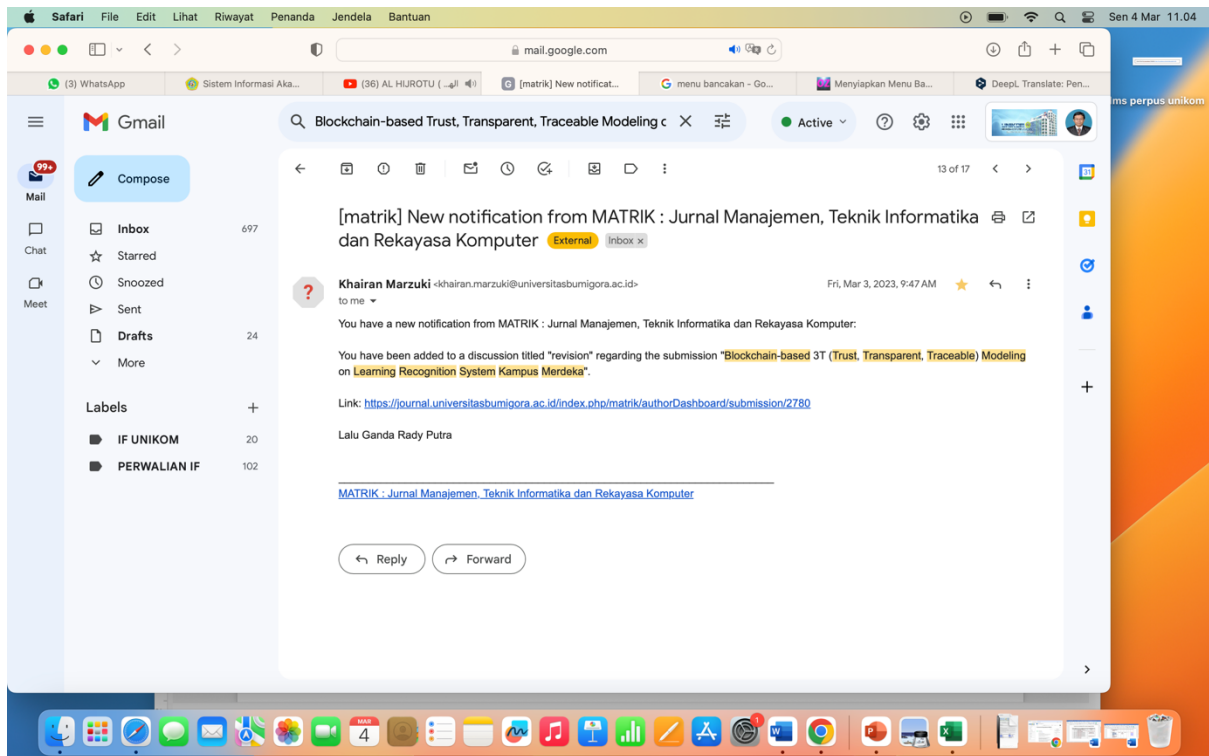 Safari File Edit Lihat Riwayat Penanda Jendela Bantuan
Sen 4 Mar 11.04
mail.google.com
(3) WhatsApp
Sistem Informasi Aka...
(36) AL HIJROTU (
[matrik] New notificat...
menu bancakan - Go...
Menyiapkan Menu Ba...
DeepL Translate: Pen...
ms perpus unikom
Gmail
Blockchain-based Trust, Transparent, Traceable Modeling c
Active
99+
Mail
Chat
Meet
Compose
Inbox 697
Starred
Snoozed
Sent
Drafts 24
More
Labels
IF UNIKOM 20
PERWALIAN IF 102
13 of 17
31
[matrik] New notification from MATRIK : Jurnal Manajemen, Teknik Informatika
dan Rekayasa Komputer External Inbox x
Khairan Marzuki <khairan.marzuki@universitasbumigora.ac.id> Fri, Mar 3, 2023, 9:47 AM
to me
You have a new notification from MATRIK : Jurnal Manajemen, Teknik Informatika dan Rekayasa Komputer:
You have been added to a discussion titled "revision" regarding the submission "Blockchain-based 3T (Trust, Transparent, Traceable) Modeling
on Learning Recognition System Kampus Merdeka".
Link: https://journal.universitasbumigora.ac.id/index.php/matrik/authorDashboard/submission/2780
Lalu Ganda Rady Putra
MATRIK : Jurnal Manajemen, Teknik Informatika dan Rekayasa Komputer
Reply Forward
MAR
4
1